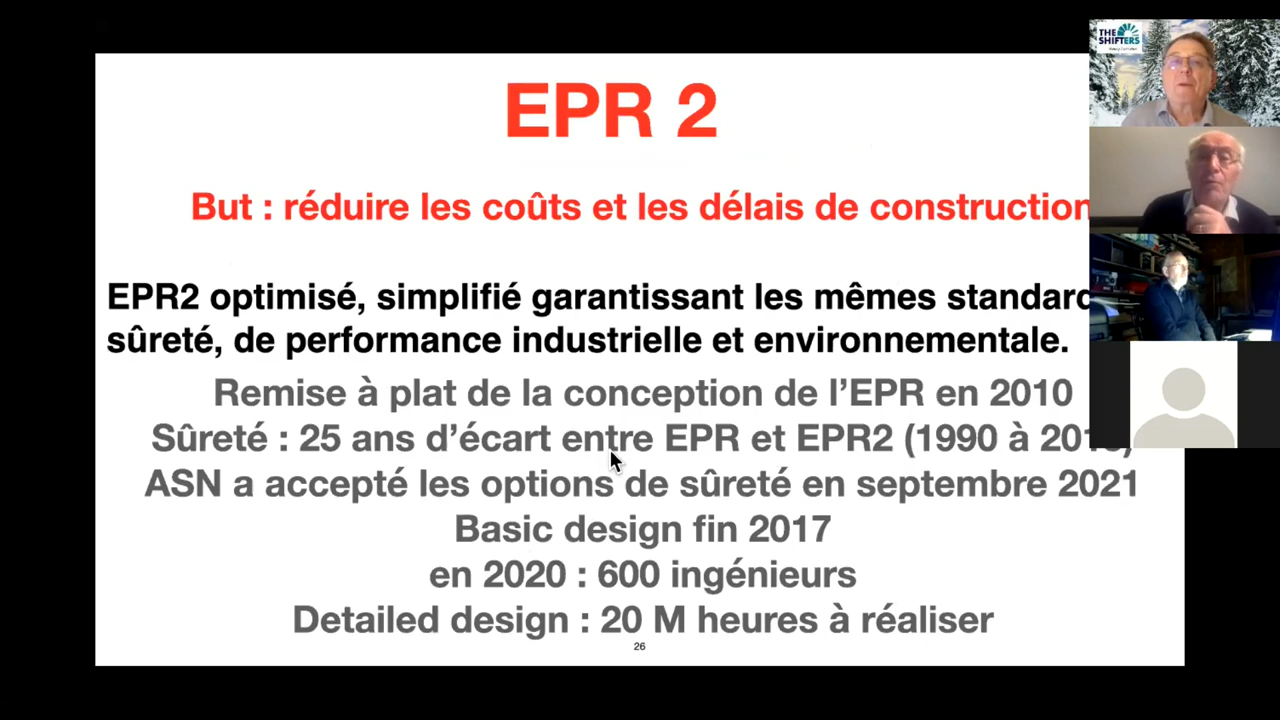 EPR 2
But : réduire les coûts et les délais de construction
EPR2 optimisé, simplifié garantissant les mêmes standard
sûreté, de performance industrielle et environnementale.
Remise à plat de la conception de l’EPR en 2010
Sûreté : 25 ans d’écart entre EPR et EPR2 (1990 à
ASN a accepté les options de sûreté en septembre 2021
Basic design fin 2017
en 2020 : 600 ingénieurs
Detailed design : 20 M heures à réaliser
26
THE
SHIFTERS